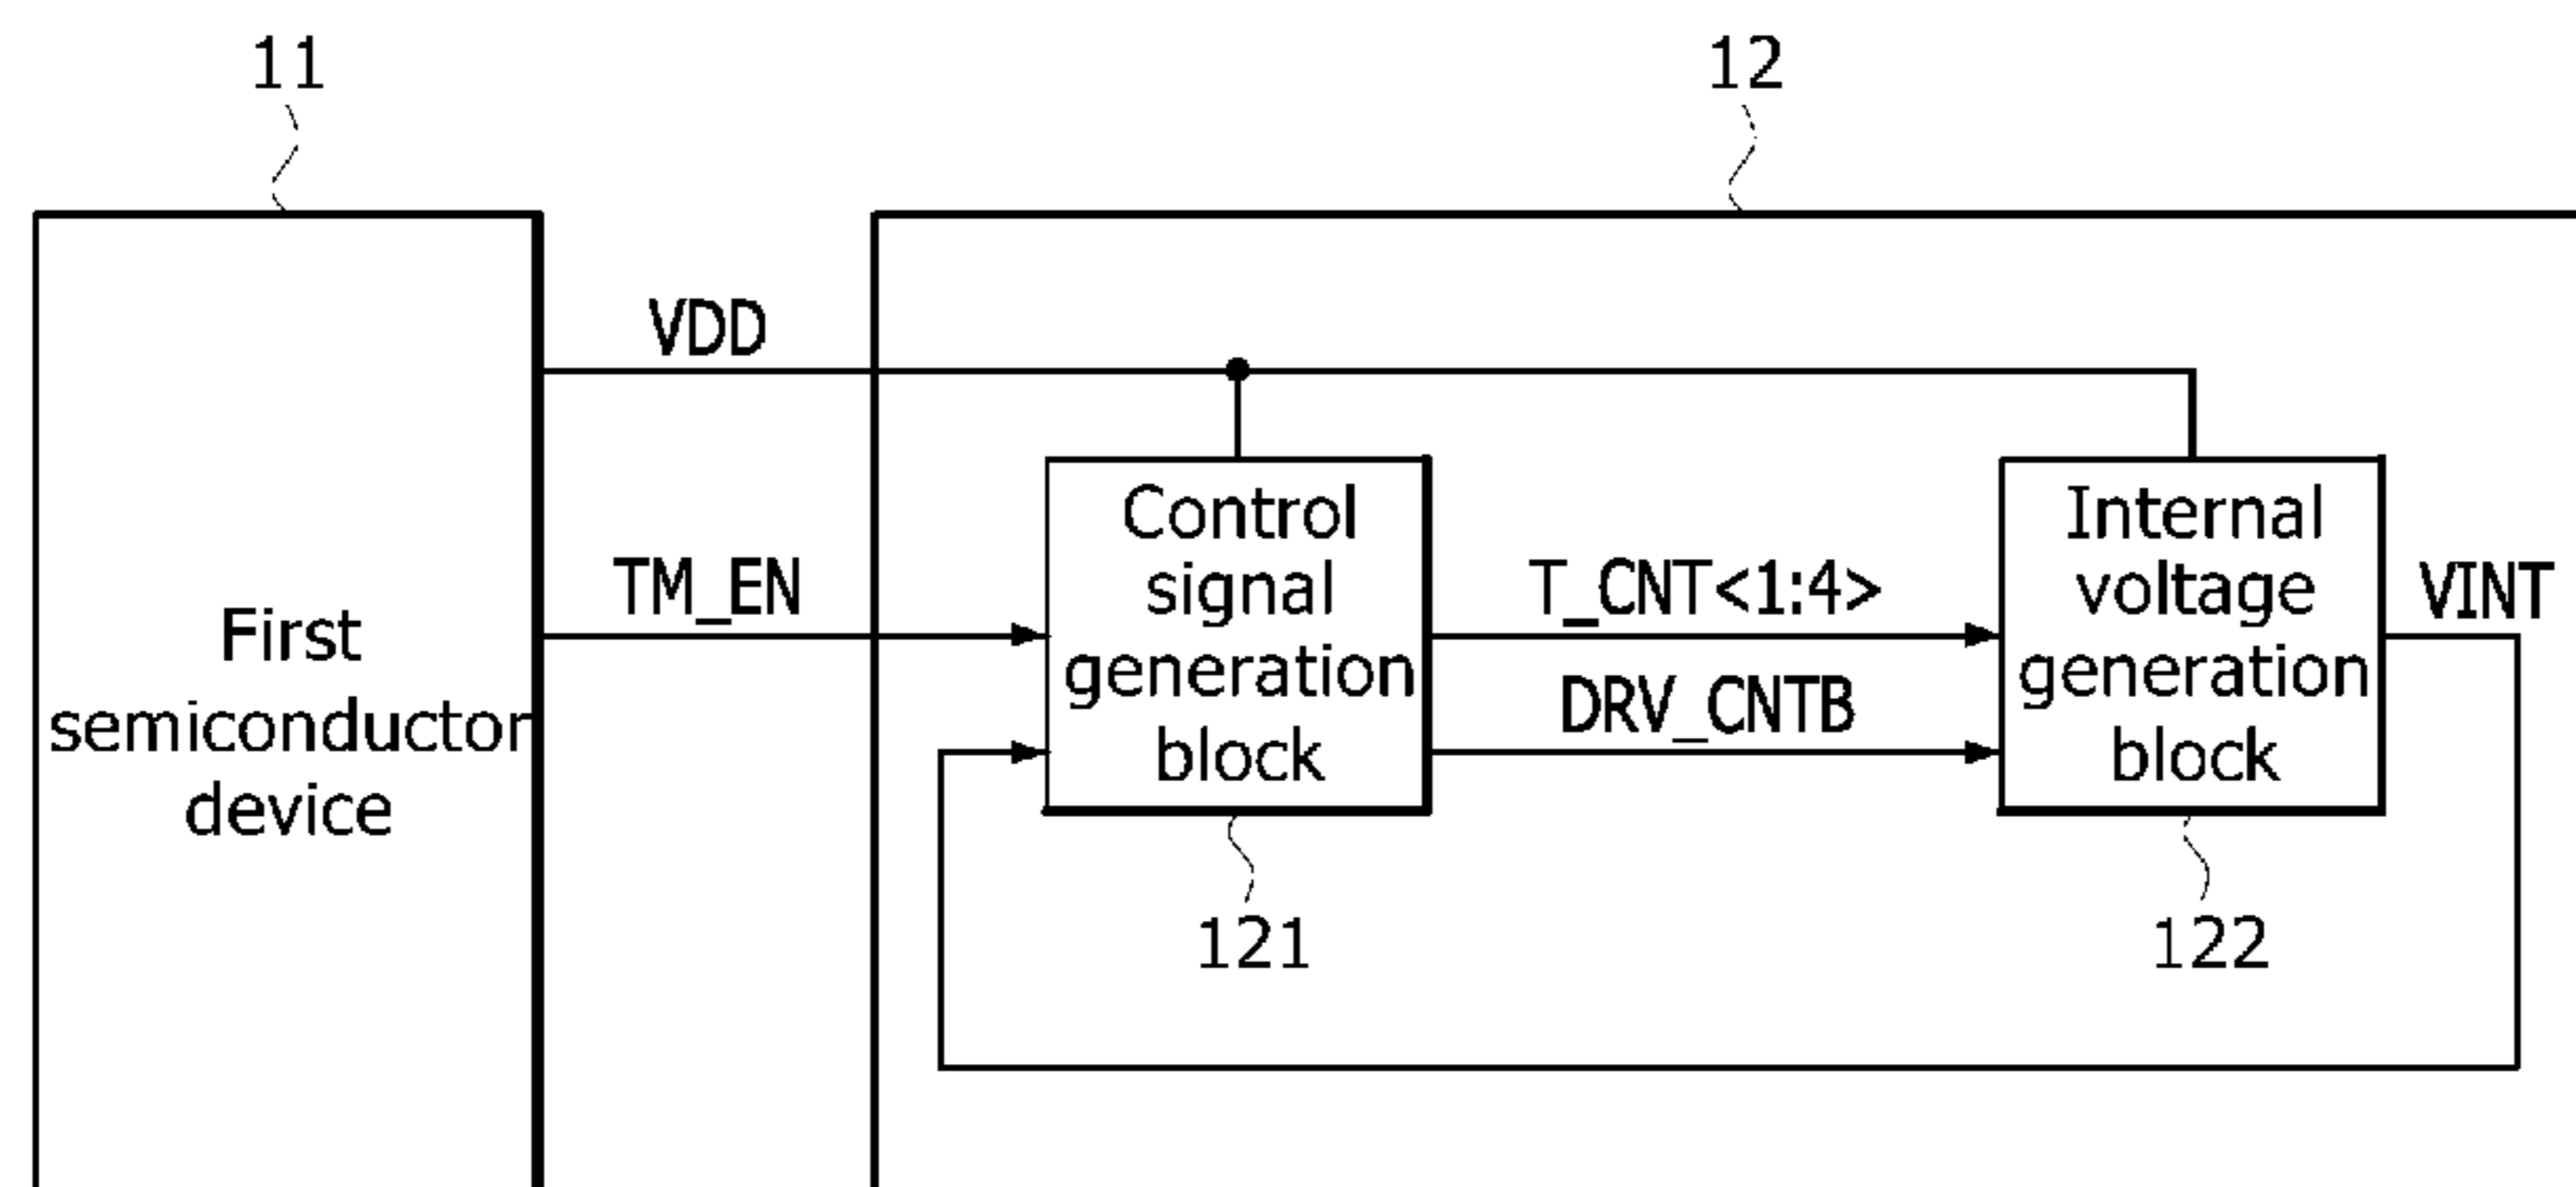 11
12
VDD
TM_EN
First
semiconductor
device
Control
signal
generation
block
T_CNT<1:4>
DRV_CNTB
Internal
voltage
generation
block
VINT
121
122